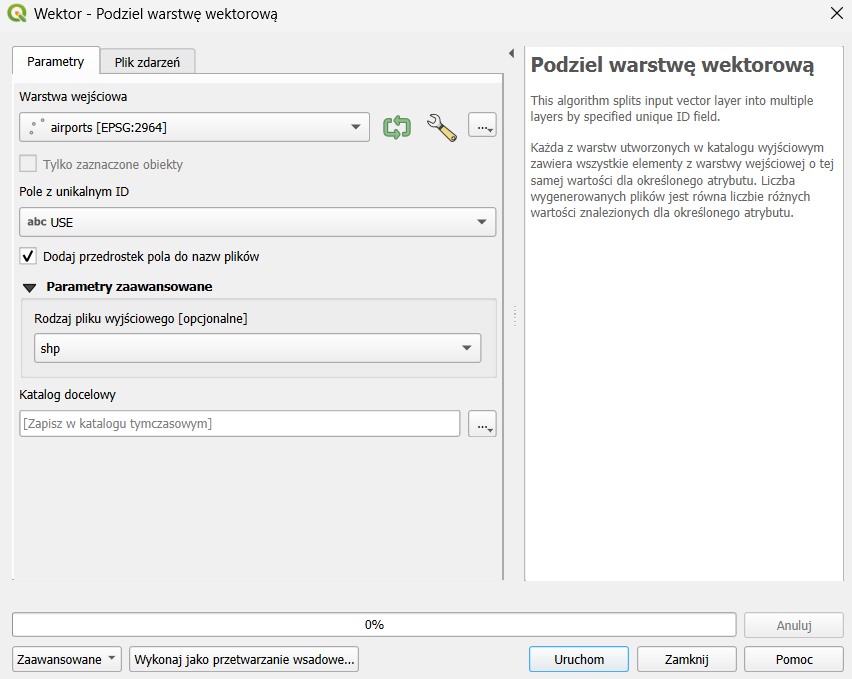 Wektor - Podziel warstwę wektorową
Parametry
Plik zdarzeń
Warstwa wejściowa
airports [EPSG:2964]
...
Tylko zaznaczone obiekty
Pole z unikalnym ID
abc USE
Dodaj przedrostek pola do nazw plików
Parametry zaawansowane
Rodzaj pliku wyjściowego [opcjonalne]
shp
Katalog docelowy
[Zapisz w katalogu tymczasowym]
...
Podziel warstwę wektorową
This algorithm splits input vector layer into multiple
layers by specified unique ID field.
Każda z warstw utworzonych w katalogu wyjściowym
zawiera wszystkie elementy z warstwy wejściowej o tej
samej wartości dla określonego atrybutu. Liczba
wygenerowanych plików jest równa liczbie różnych
wartości znalezionych dla określonego atrybutu.
0%
Anuluj
Zaawansowane
Wykonaj jako przetwarzanie wsadowe...
Uruchom
Zamknij
Pomoc